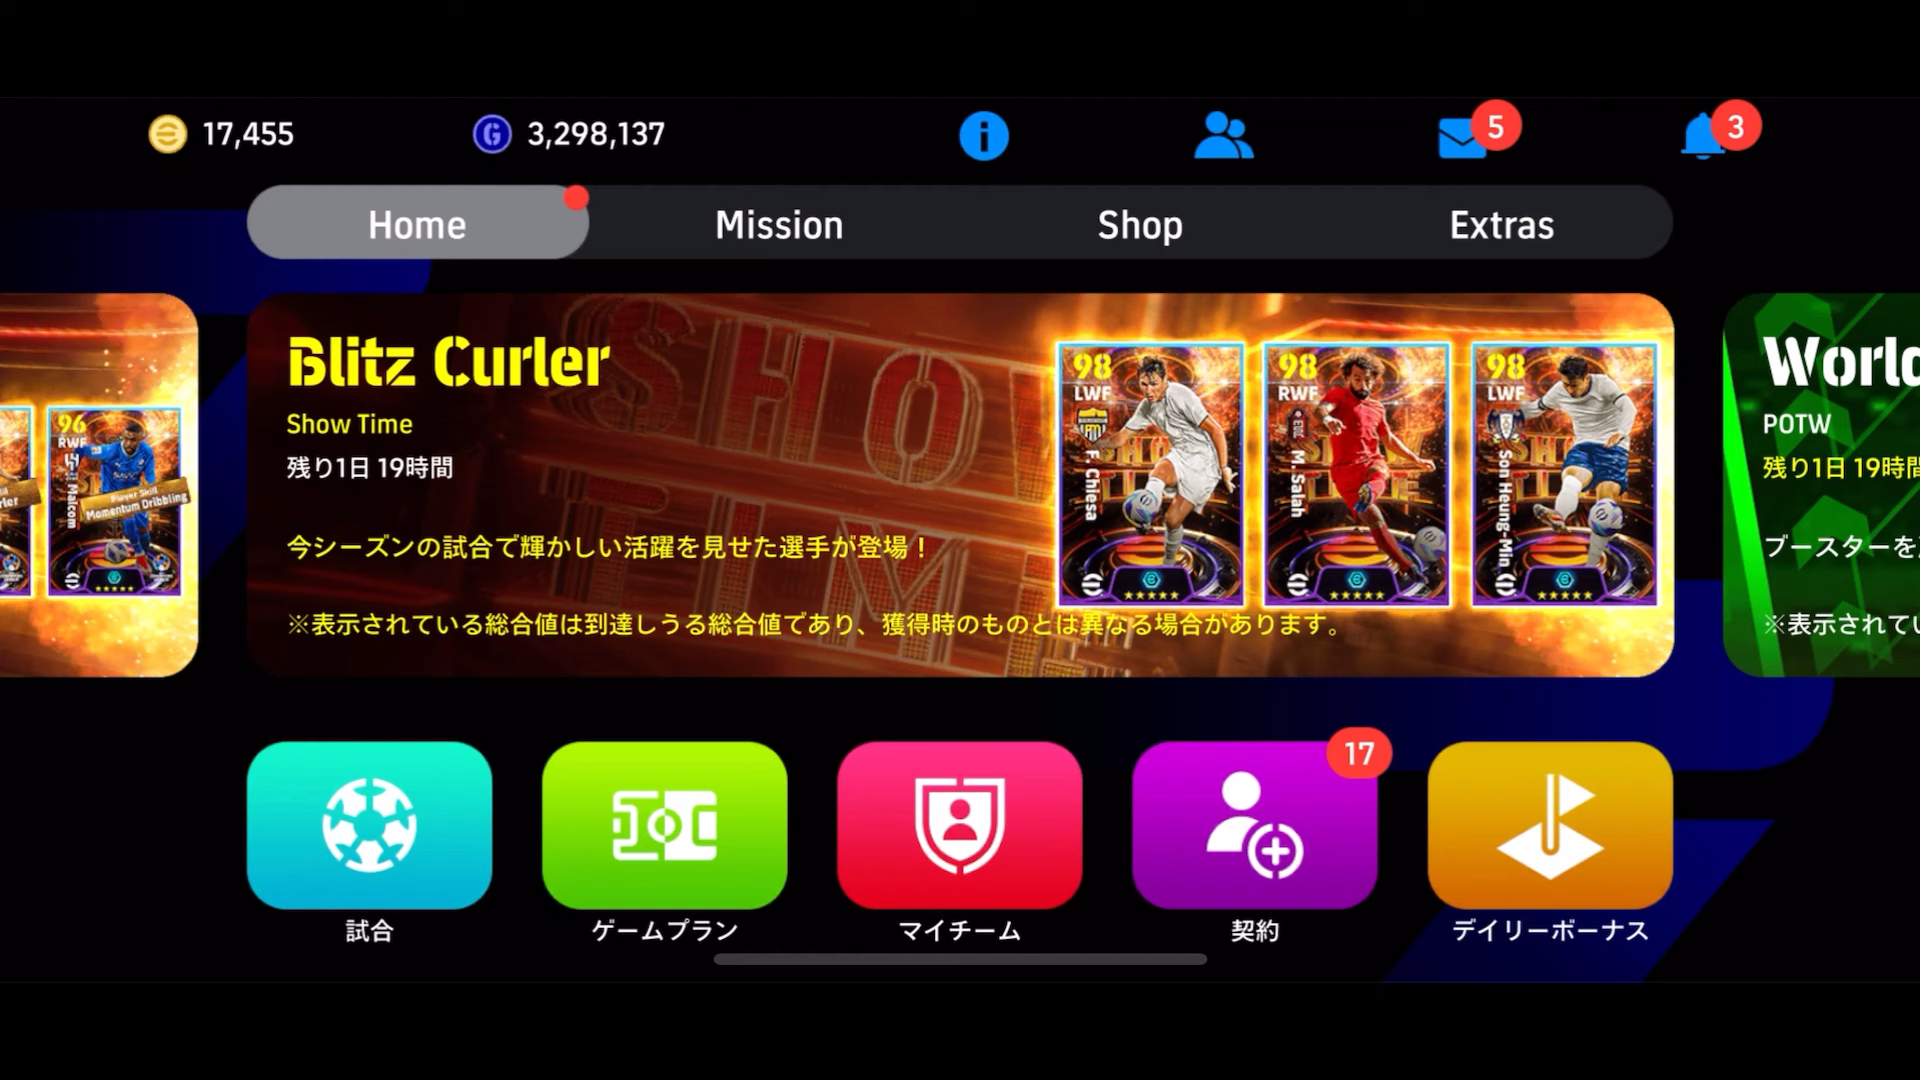 17,455
3,298,137
5
3
Home
Mission
Shop
Extras
Blitz Curler
Show Time
残り1日 19時間
今シーズンの試合で輝かしい活躍を見せた選手が登場！
※表示されている総合値は到達しうる総合値であり、獲得時のものとは異なる場合があります。
SHO
TIM
98
LWF
F. Chiesa
98
RWF
M. Salah
98
LWF
Son Heung-Min
96
RWF
Malcom
Player Skill
Momentum Dribbling
World
POTW
残り1日 19時間
ブースターを
※表示されてい
17
試合
ゲームプラン
マイチーム
契約
デイリーボーナス